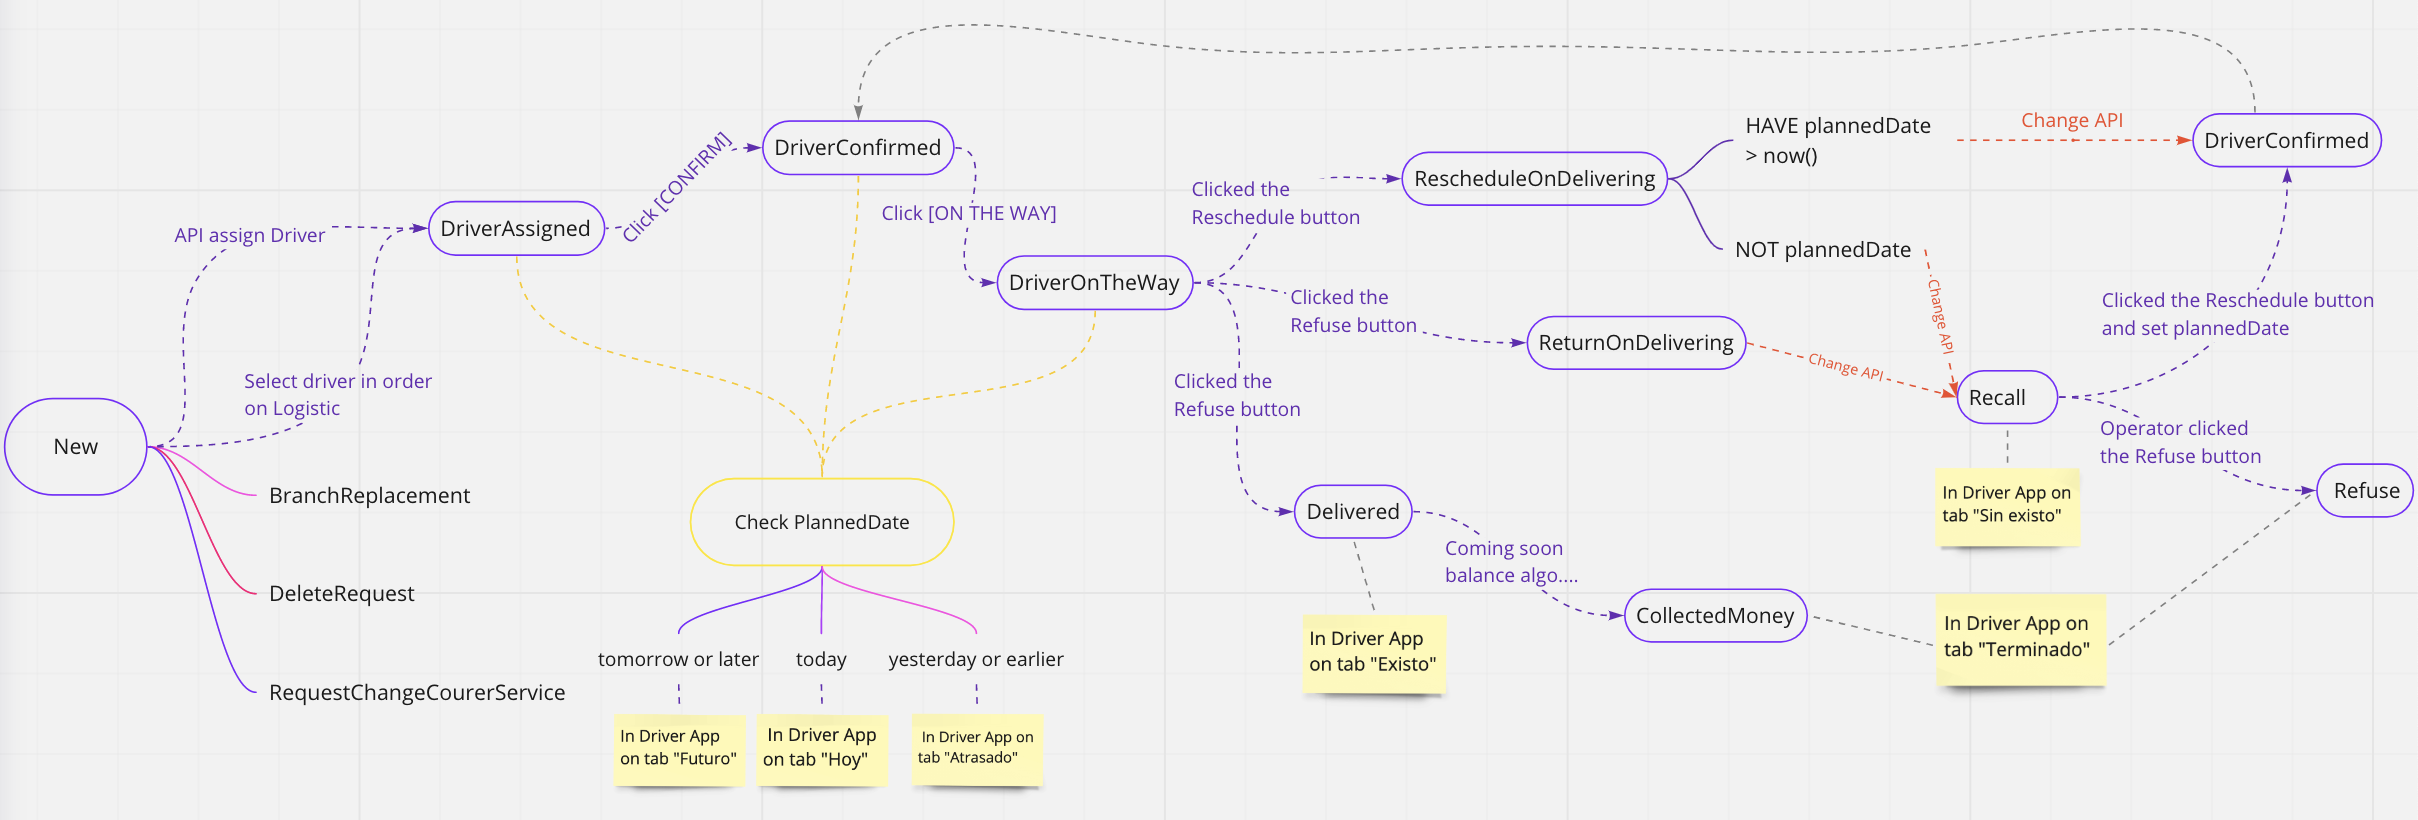 HAVE plannedDate
> now()
Change API
DriverConfirmed
DriverConfirmed
Click [CONFIRM]
RescheduleOnDelivering
Clicked the
Reschedule button
Click [ON THE WAY]
API assign Driver
DriverAssigned
NOT plannedDate
DriverOnTheWay
Clicked the
Refuse button
Change API
Clicked the Reschedule button
and set plannedDate
ReturnOnDelivering
Change API
Select driver in order
on Logistic
Clicked the
Refuse button
Recall
Operator clicked
the Refuse button
New
BranchReplacement
Refuse
In Driver App on
tab "Sin existo"
Check PlannedDate
Delivered
Coming soon
balance algo....
DeleteRequest
CollectedMoney
In Driver App on
tab "Terminado"
In Driver App
on tab "Existo"
tomorrow or later
today
yesterday or earlier
RequestChangeCourerService
In Driver App
on tab "Futuro"
In Driver App
on tab "Hoy"
In Driver App on
tab "Atrasado"